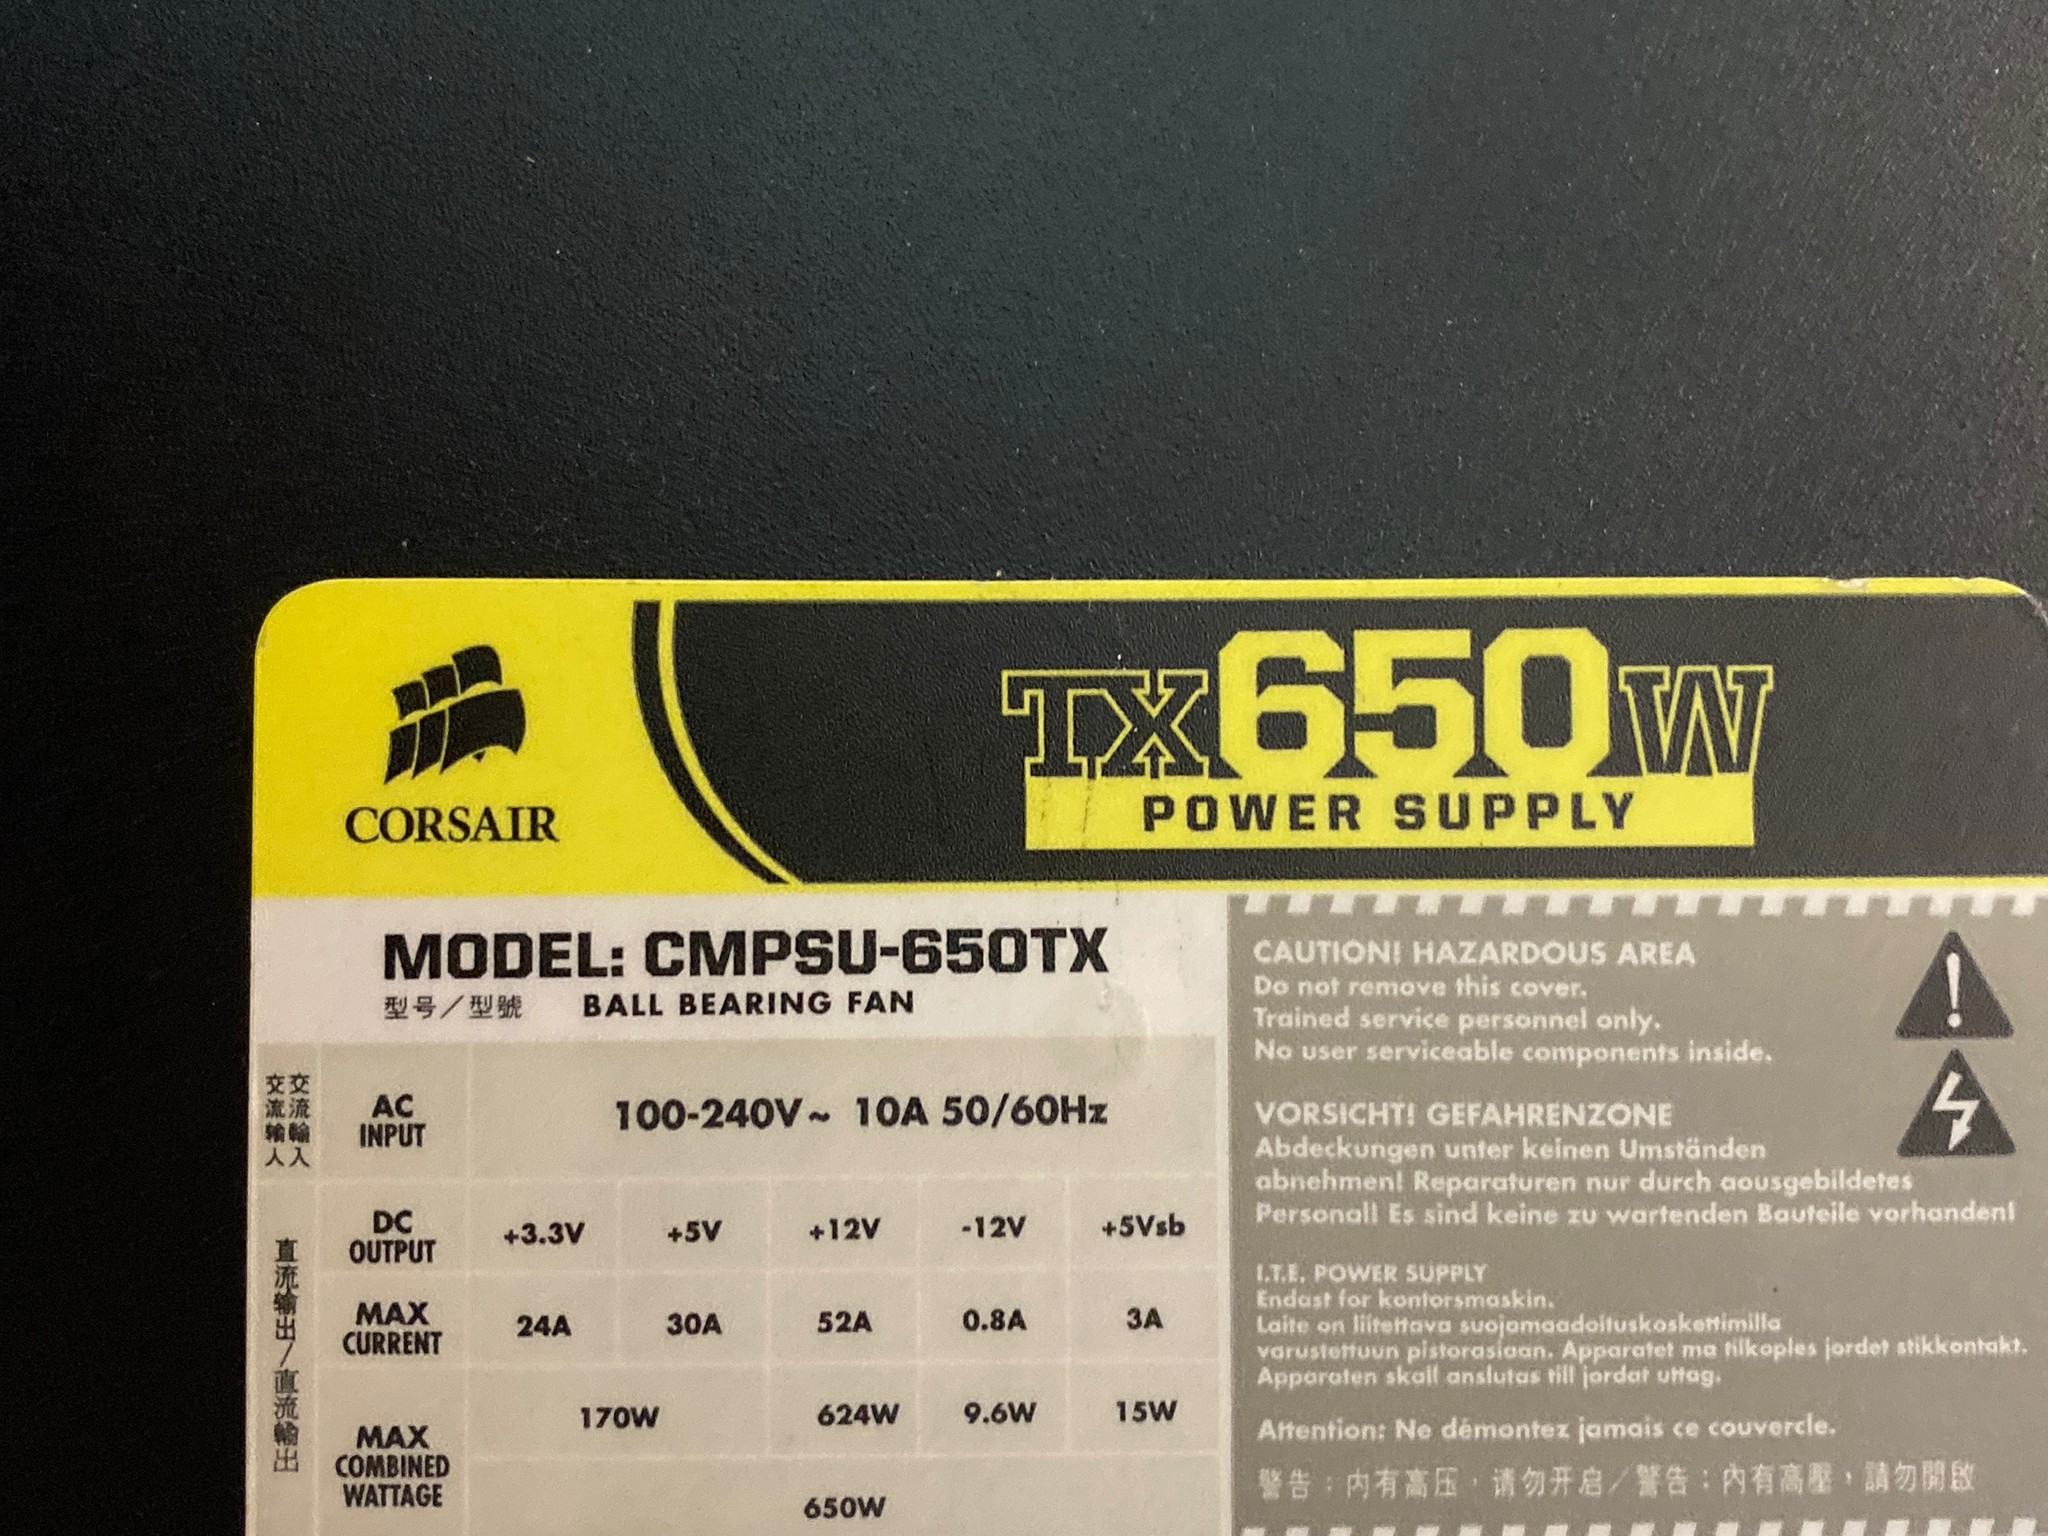 CORSAIR
TX650W
POWER SUPPLY
MODEL: CMPSU-650TX
型号／型號 BALL BEARING FAN
交流输人
交流輸入
AC INPUT
100-240V~ 10A 50/60Hz
直流输出/直流輸出
DC OUTPUT
+3.3V +5V +12V -12V +5Vsb
MAX CURRENT
24A 30A 52A 0.8A 3A
MAX COMBINED WATTAGE
170W 624W 9.6W 15W
650W
CAUTION! HAZARDOUS AREA
Do not remove this cover.
Trained service personnel only.
No user serviceable components inside.
VORSICHT! GEFAHRENZONE
Abdeckungen unter keinen Umständen
abnehmen! Reparaturen nur durch aousgebildetes
Personal! Es sind keine zu wartenden Bauteile vorhanden!
I.T.E. POWER SUPPLY
Endast for kontorsmaskin.
Laite on liitettava suojamaadoituskoskettimilla
varustettuun pistorasiaan. Apparatet ma tilkoples jordet stikkontakt.
Apparaten skall anslutas till jordat uttag.
Attention: Ne démontez jamais ce couvercle.
警告：内有高压，请勿开启／警告：內有高壓，請勿開啟